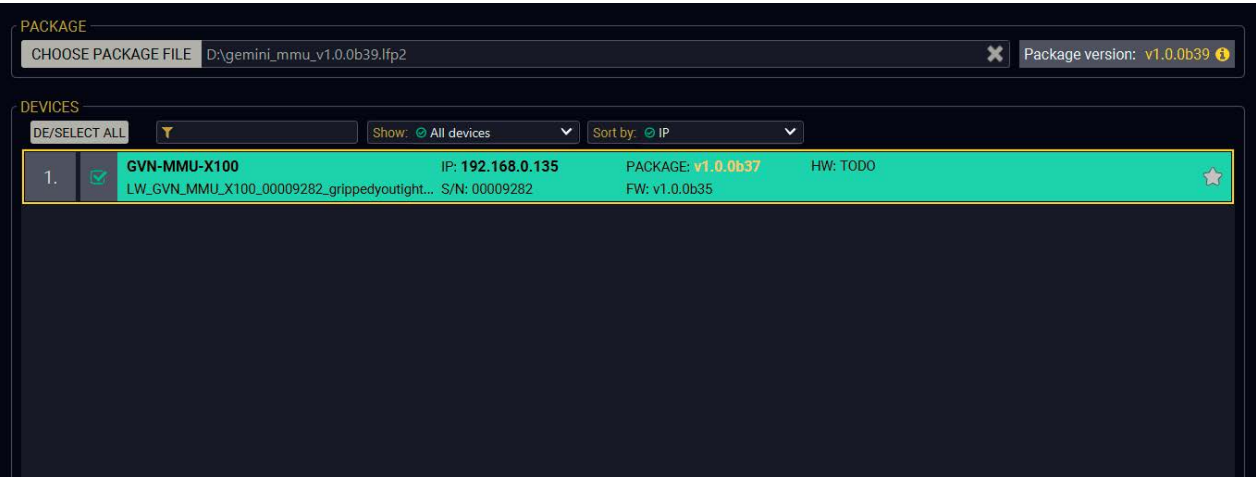 PACKAGE
CHOOSE PACKAGE FILE D:\gemini_mmu_v1.0.0b39.lfp2 Package version: v1.0.0b39
DEVICES
DE/SELECT ALL Show: All devices Sort by: IP
1. GVN-MMU-X100 IP: 192.168.0.135 PACKAGE: v1.0.0b37 HW: TODO
LW_GVN_MMU_X100_00009282_grippedyoutight... S/N: 00009282 FW: v1.0.0b35